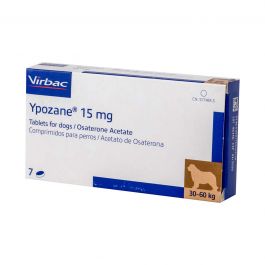 Virbac
Ypozane® 15 mg
Tablets for dogs / Osaterone Acetate
Comprimidos para perros / Acetato de Osaterona
7
30-60 kg